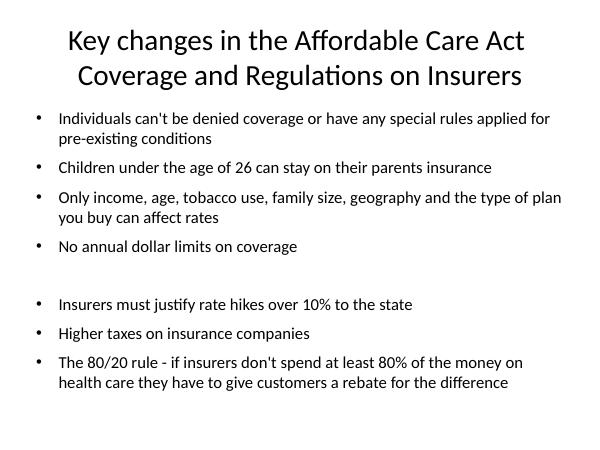 Key changes in the Affordable Care Act
Coverage and Regulations on Insurers
• Individuals can't be denied coverage or have any special rules applied for
pre-existing conditions
• Children under the age of 26 can stay on their parents insurance
• Only income, age, tobacco use, family size, geography and the type of plan
you buy can affect rates
• No annual dollar limits on coverage
• Insurers must justify rate hikes over 10% to the state
• Higher taxes on insurance companies
• The 80/20 rule - if insurers don't spend at least 80% of the money on
health care they have to give customers a rebate for the difference